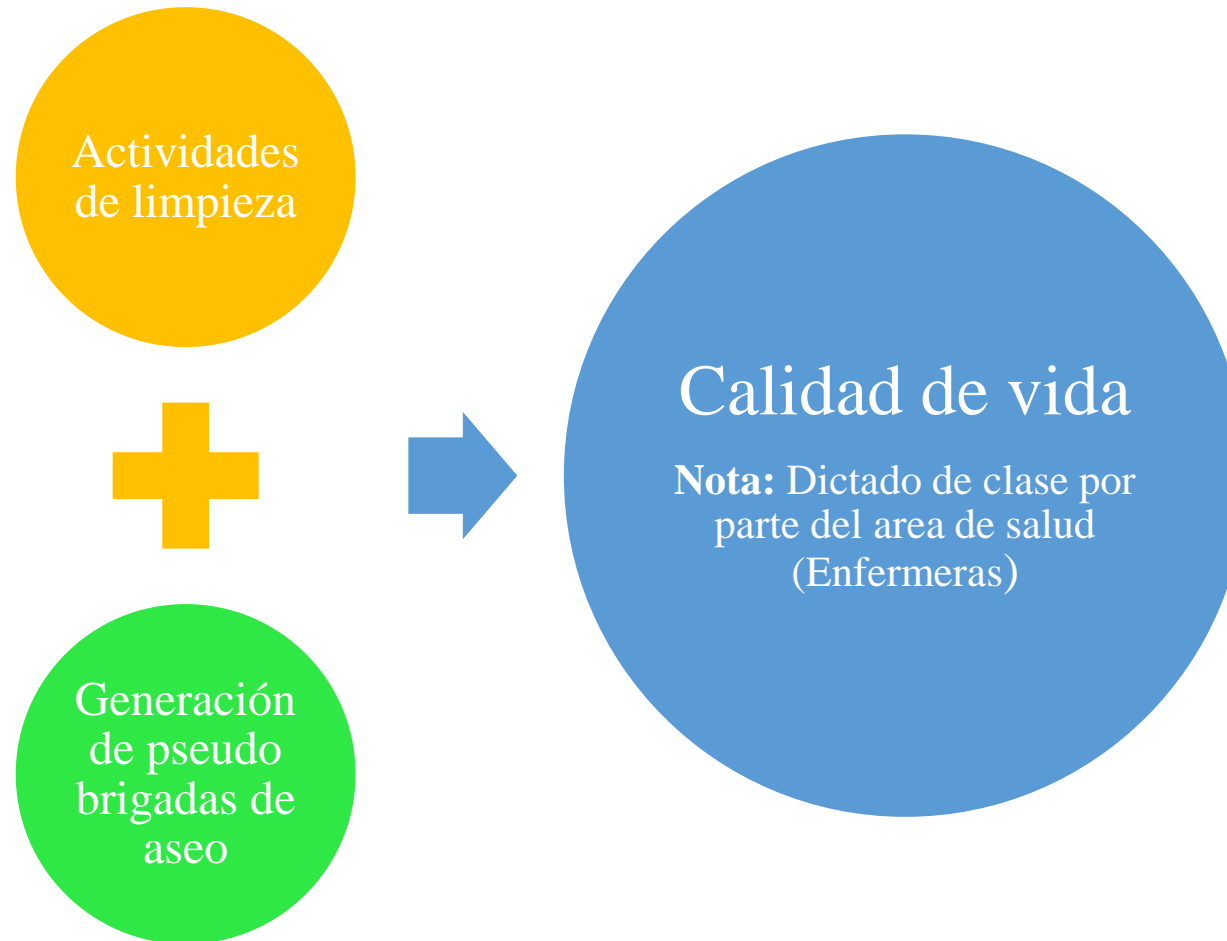 Actividades
de limpieza
Generación
de pseudo
brigadas de
aseo
Calidad de vida
Nota: Dictado de clase por
parte del area de salud
(Enfermeras)